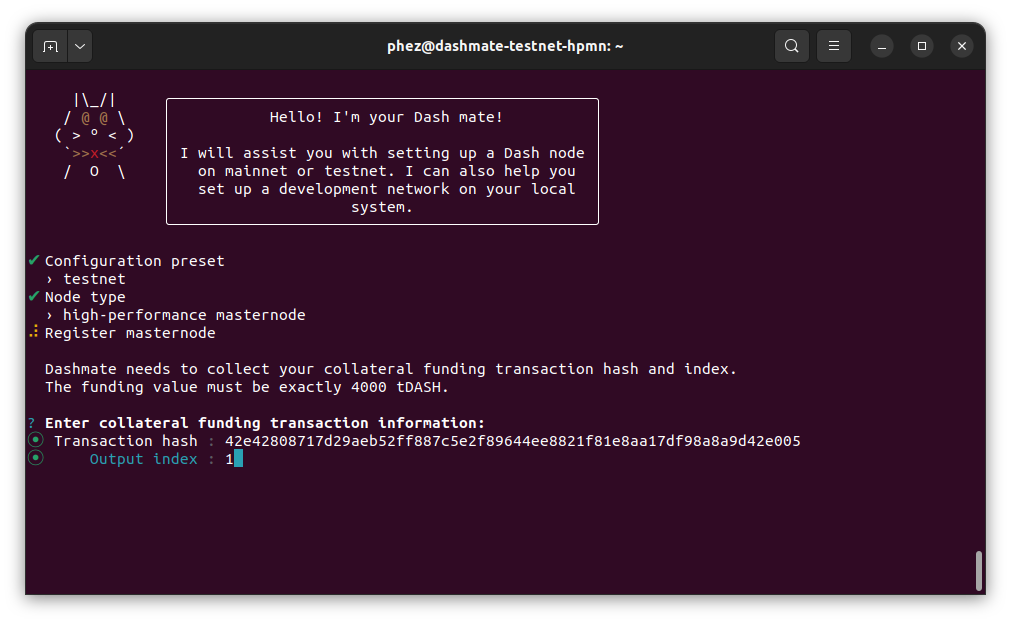 phez@dashmate-testnet-hpmn: ~
|\_/|
/ @ @ \
( > º < )
`>>x<<´
/  O  \
Hello! I'm your Dash mate!
I will assist you with setting up a Dash node
on mainnet or testnet. I can also help you
set up a development network on your local
system.
✔ Configuration preset
› testnet
✔ Node type
› high-performance masternode
Register masternode
Dashmate needs to collect your collateral funding transaction hash and index.
The funding value must be exactly 4000 tDASH.
? Enter collateral funding transaction information:
Transaction hash : 42e42808717d29aeb52ff887c5e2f89644ee8821f81e8aa17df98a8a9d42e005
Output index : 1